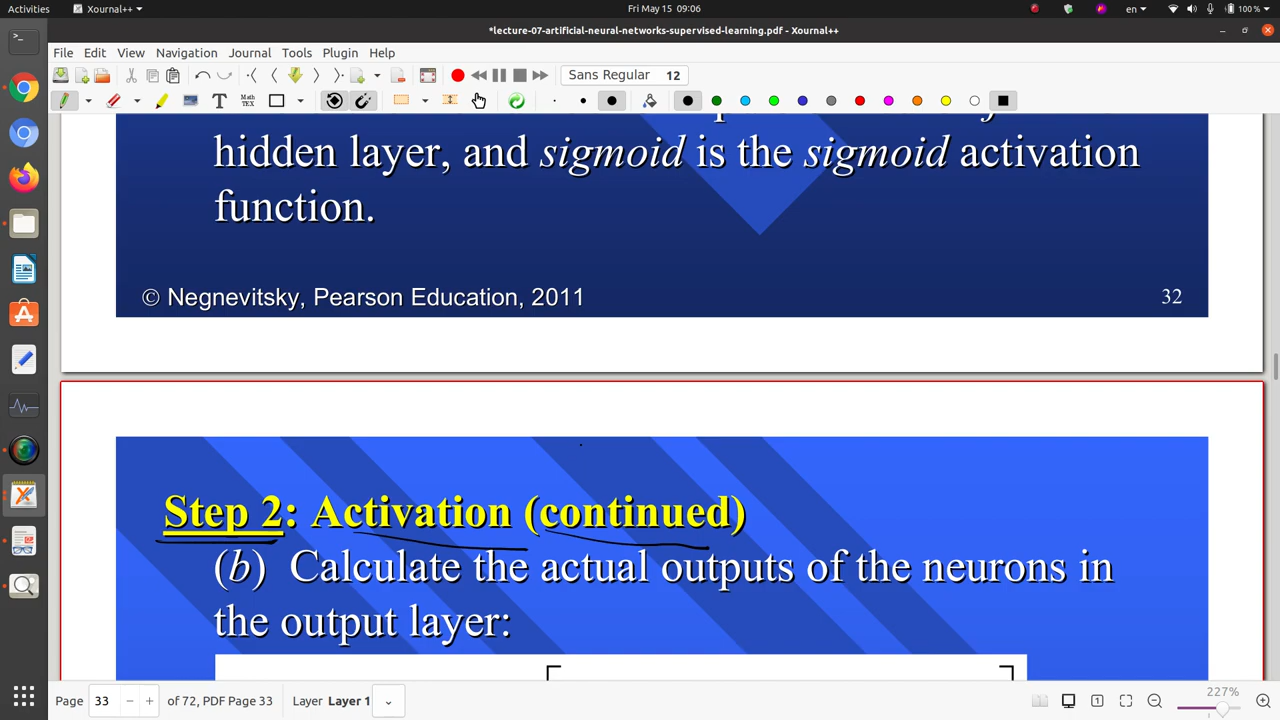 Activities
Xournal++
Fri May 15 09:06
en
100 %
*lecture-07-artificial-neural-networks-supervised-learning.pdf - Xournal++
File Edit View Navigation Journal Tools Plugin Help
Sans Regular 12
hidden layer, and sigmoid is the sigmoid activation
function.
© Negnevitsky, Pearson Education, 2011
32
Step 2: Activation (continued)
(b) Calculate the actual outputs of the neurons in
the output layer:
Page 33 of 72, PDF Page 33 Layer Layer 1
227%